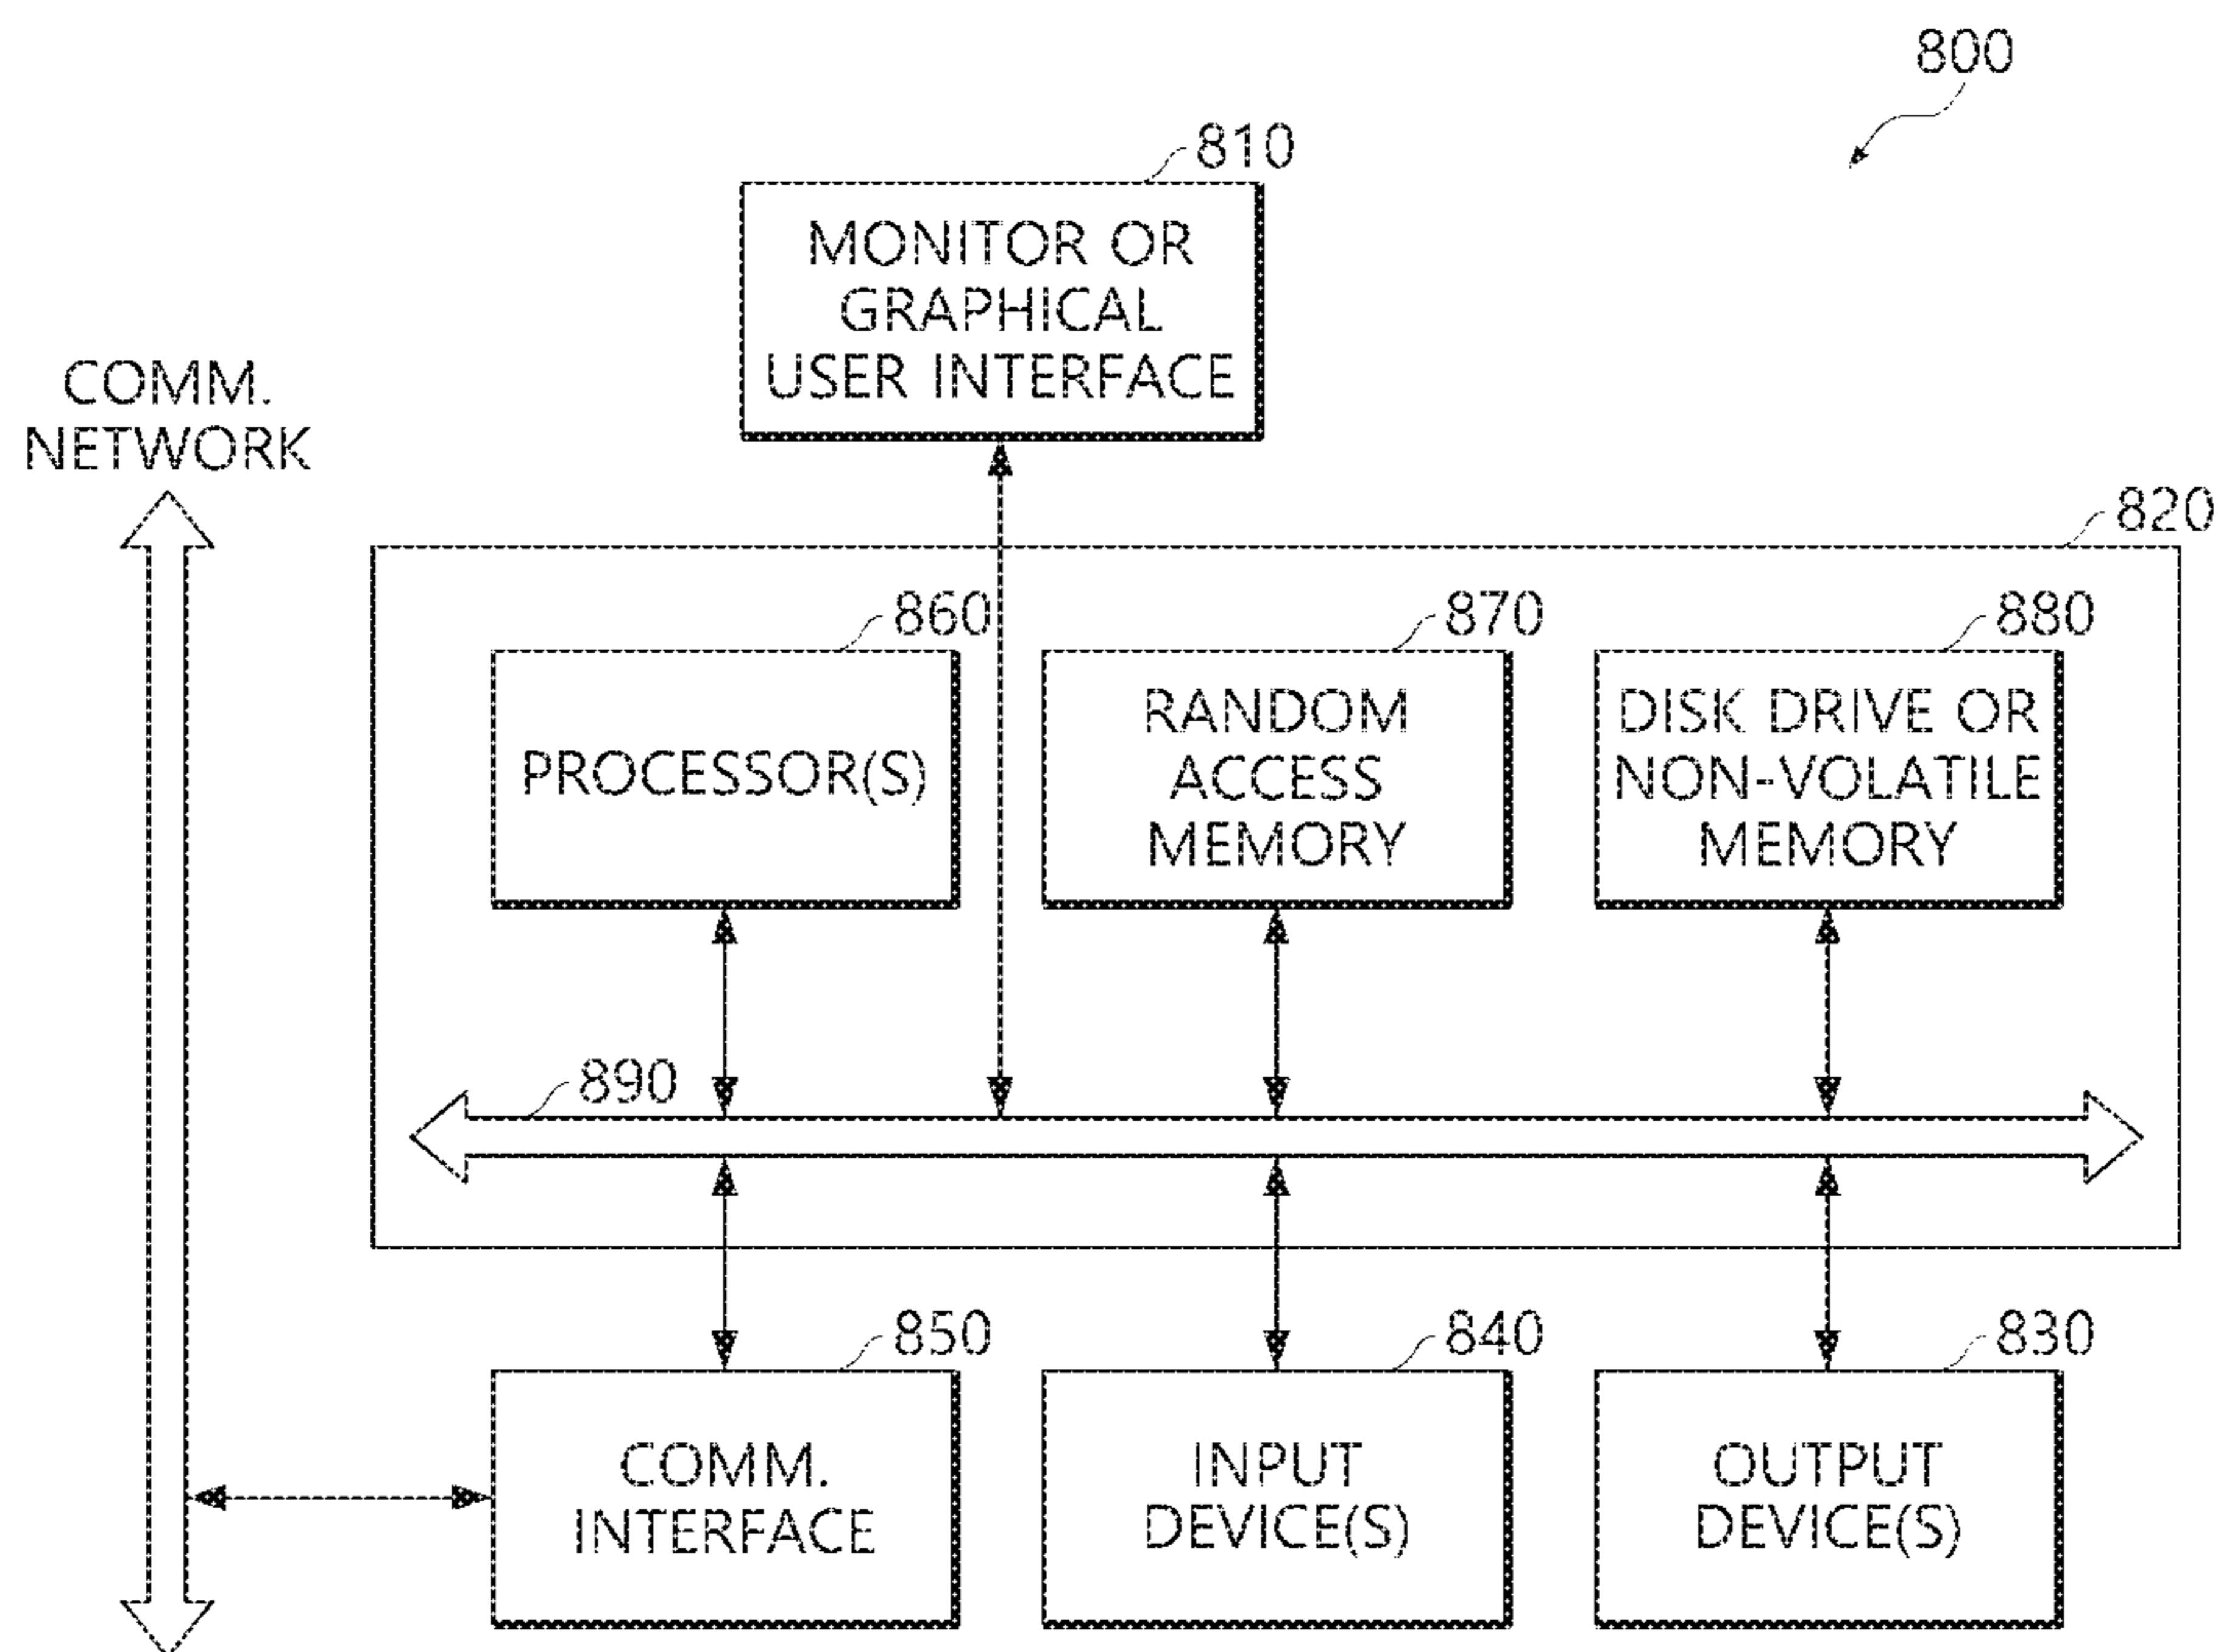 800
810
MONITOR OR
GRAPHICAL
USER INTERFACE
COMM.
NETWORK
820
860
870
880
PROCESSOR(S)
RANDOM
ACCESS
MEMORY
DISK DRIVE OR
NON-VOLATILE
MEMORY
890
850
840
830
COMM.
INTERFACE
INPUT
DEVICE(S)
OUTPUT
DEVICE(S)